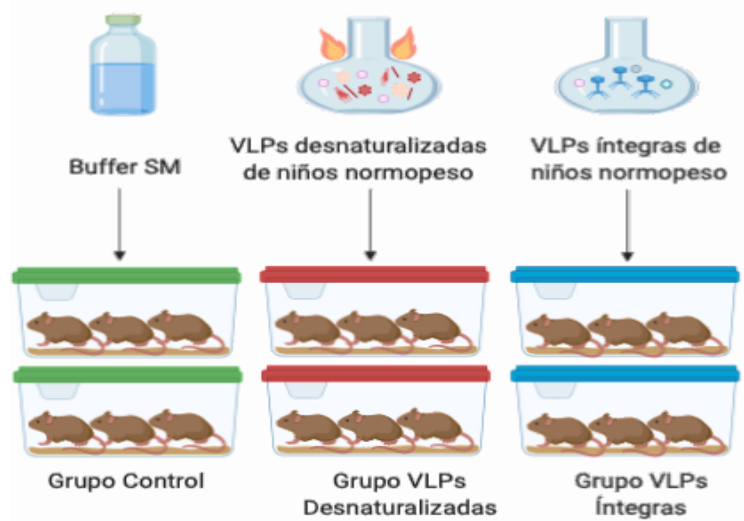 Buffer SM
VLPs desnaturalizadas
de niños normopeso
VLPs íntegras de
niños normopeso
Grupo Control
Grupo VLPs
Desnaturalizadas
Grupo VLPs
Íntegras